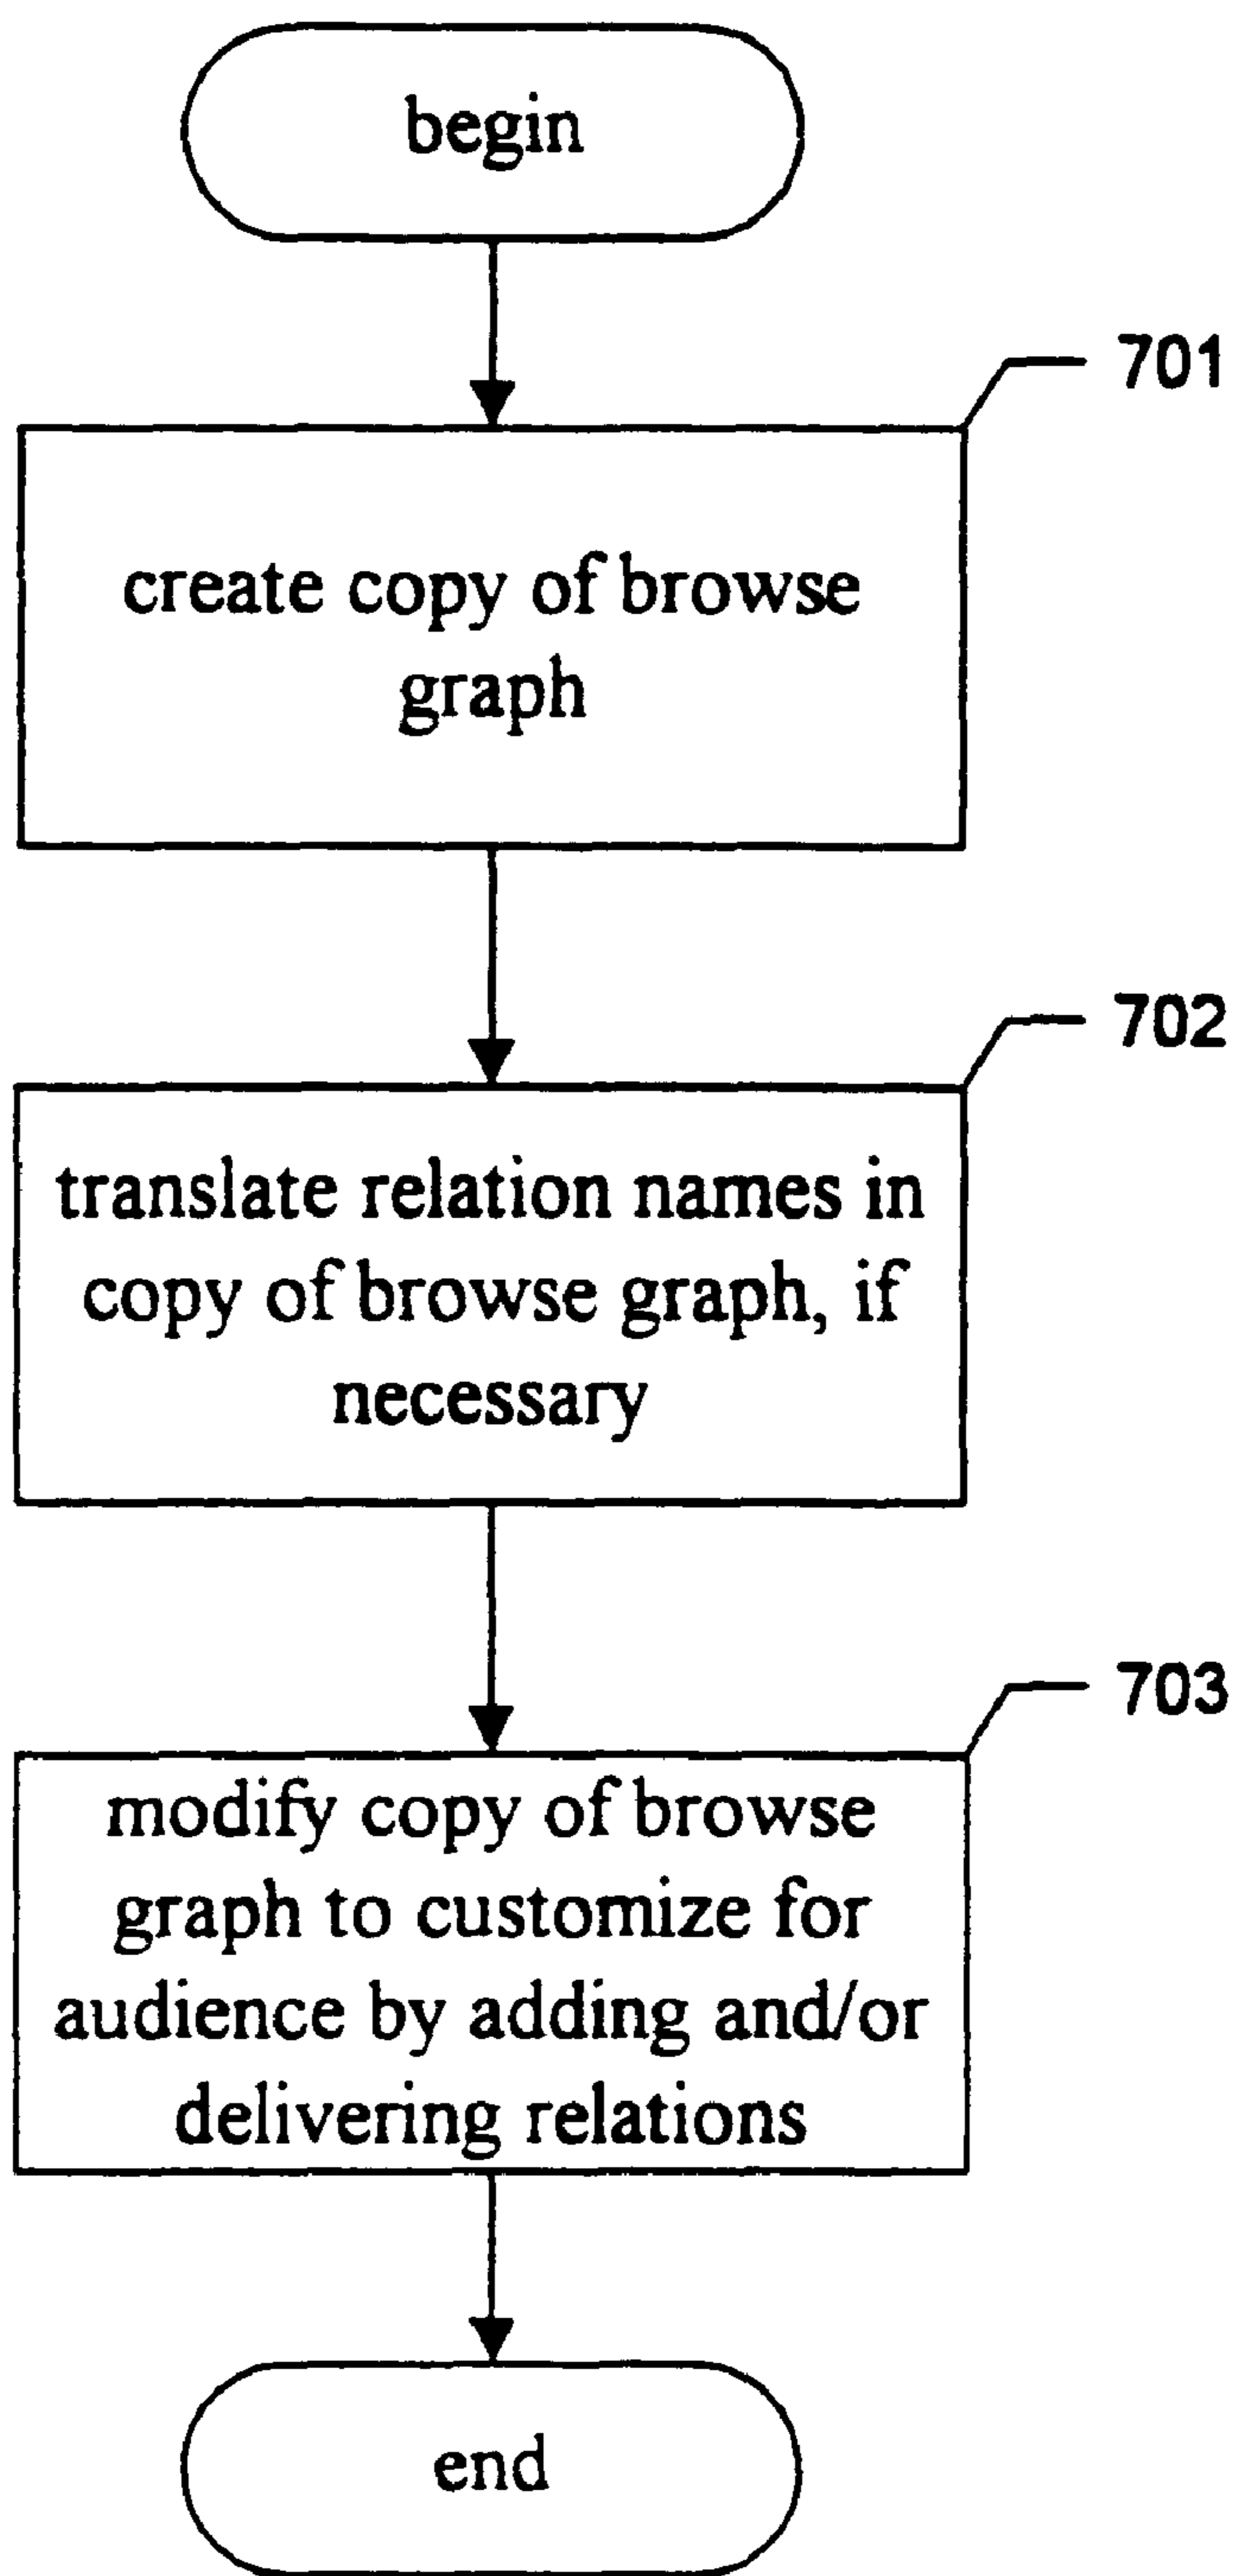 begin
701
create copy of browse
graph
702
translate relation names in
copy of browse graph, if
necessary
703
modify copy of browse
graph to customize for
audience by adding and/or
delivering relations
end